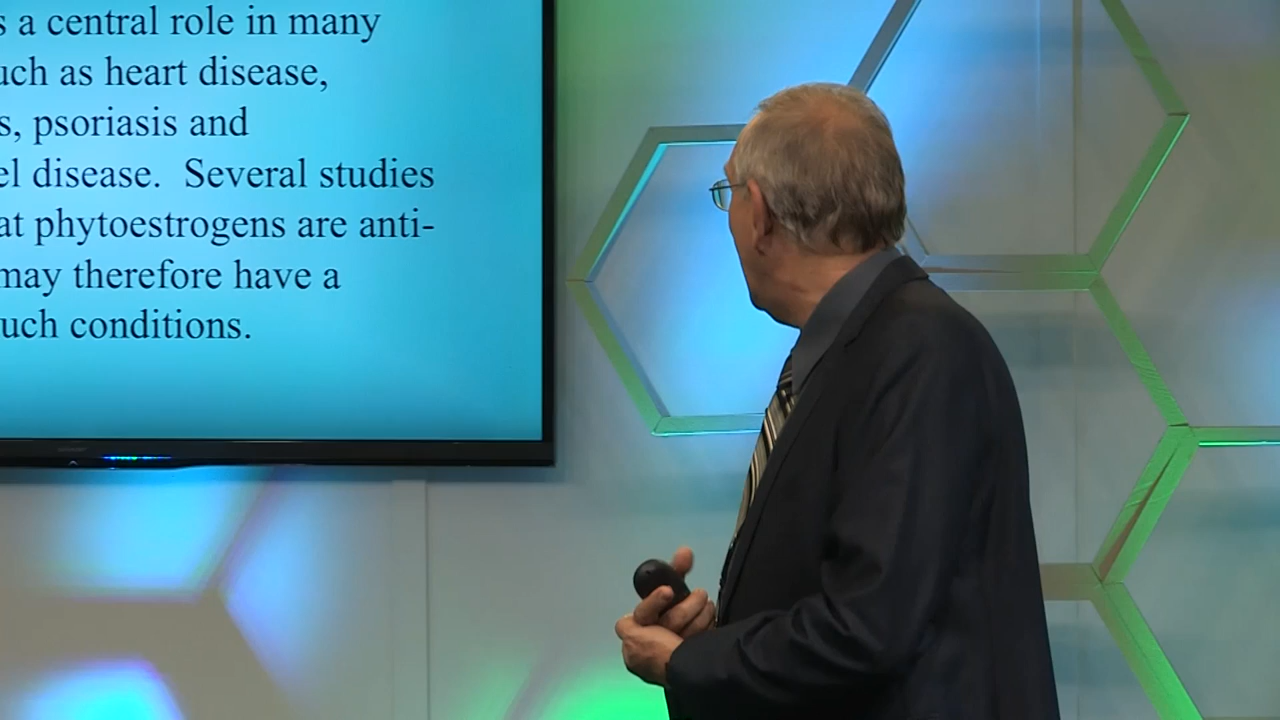 s a central role in many
uch as heart disease,
s, psoriasis and
el disease. Several studies
at phytoestrogens are anti-
may therefore have a
uch conditions.